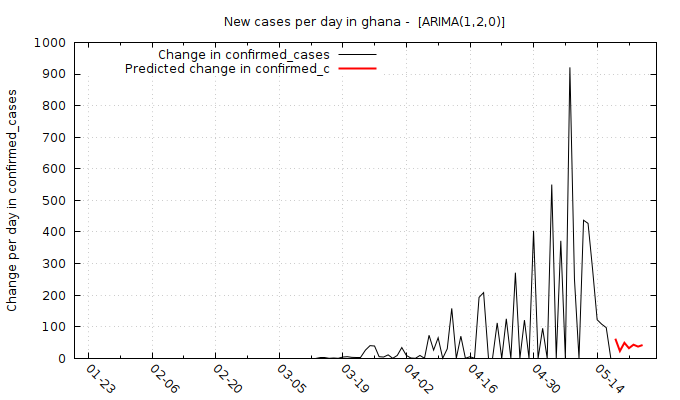 New cases per day in ghana -  [ARIMA(1,2,0)]
Change in confirmed_cases
Predicted change in confirmed_c
Change per day in confirmed_cases
1000
900
800
700
600
500
400
300
200
100
0
01-23 02-06 02-20 03-05 03-19 04-02 04-16 04-30 05-14